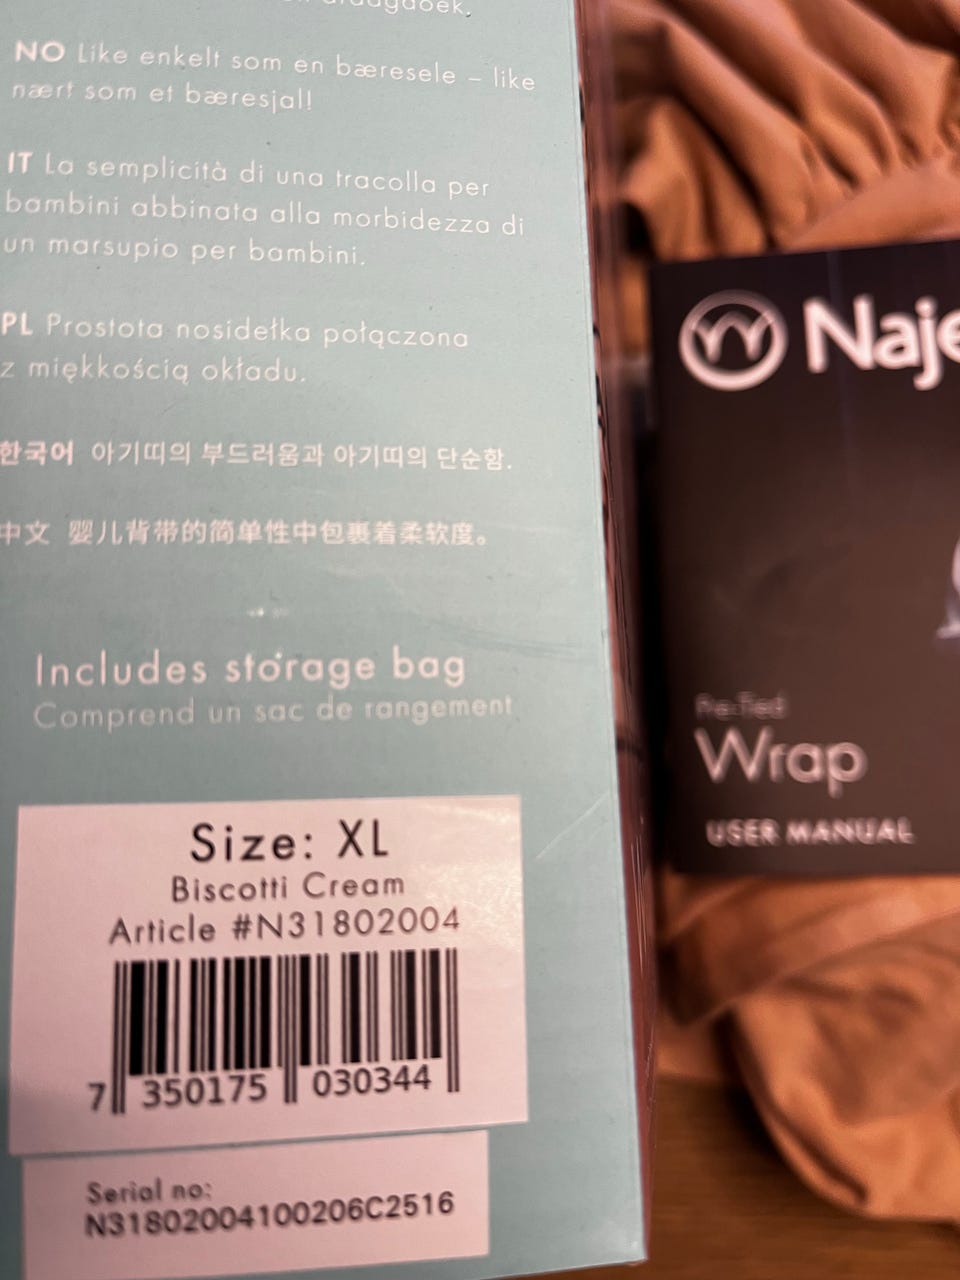 NO Like enkelt som en bæresele – like
nært som et bæresjal!
IT La semplicità di una tracolla per
bambini abbinata alla morbidezza di
un marsupio per bambini.
PL Prostota nosidełka połączona
z miękkością okładu.
한국어 아기띠의 부드러움과 아기띠의 단순함.
中文 婴儿背带的简单性中包裹着柔软度。
Includes storage bag
Comprend un sac de rangement
Size: XL
Biscotti Cream
Article #N31802004
7 350175 030344
Serial no:
N31802004100206C2516
Naje
Pre-Tied
Wrap
USER MANUAL